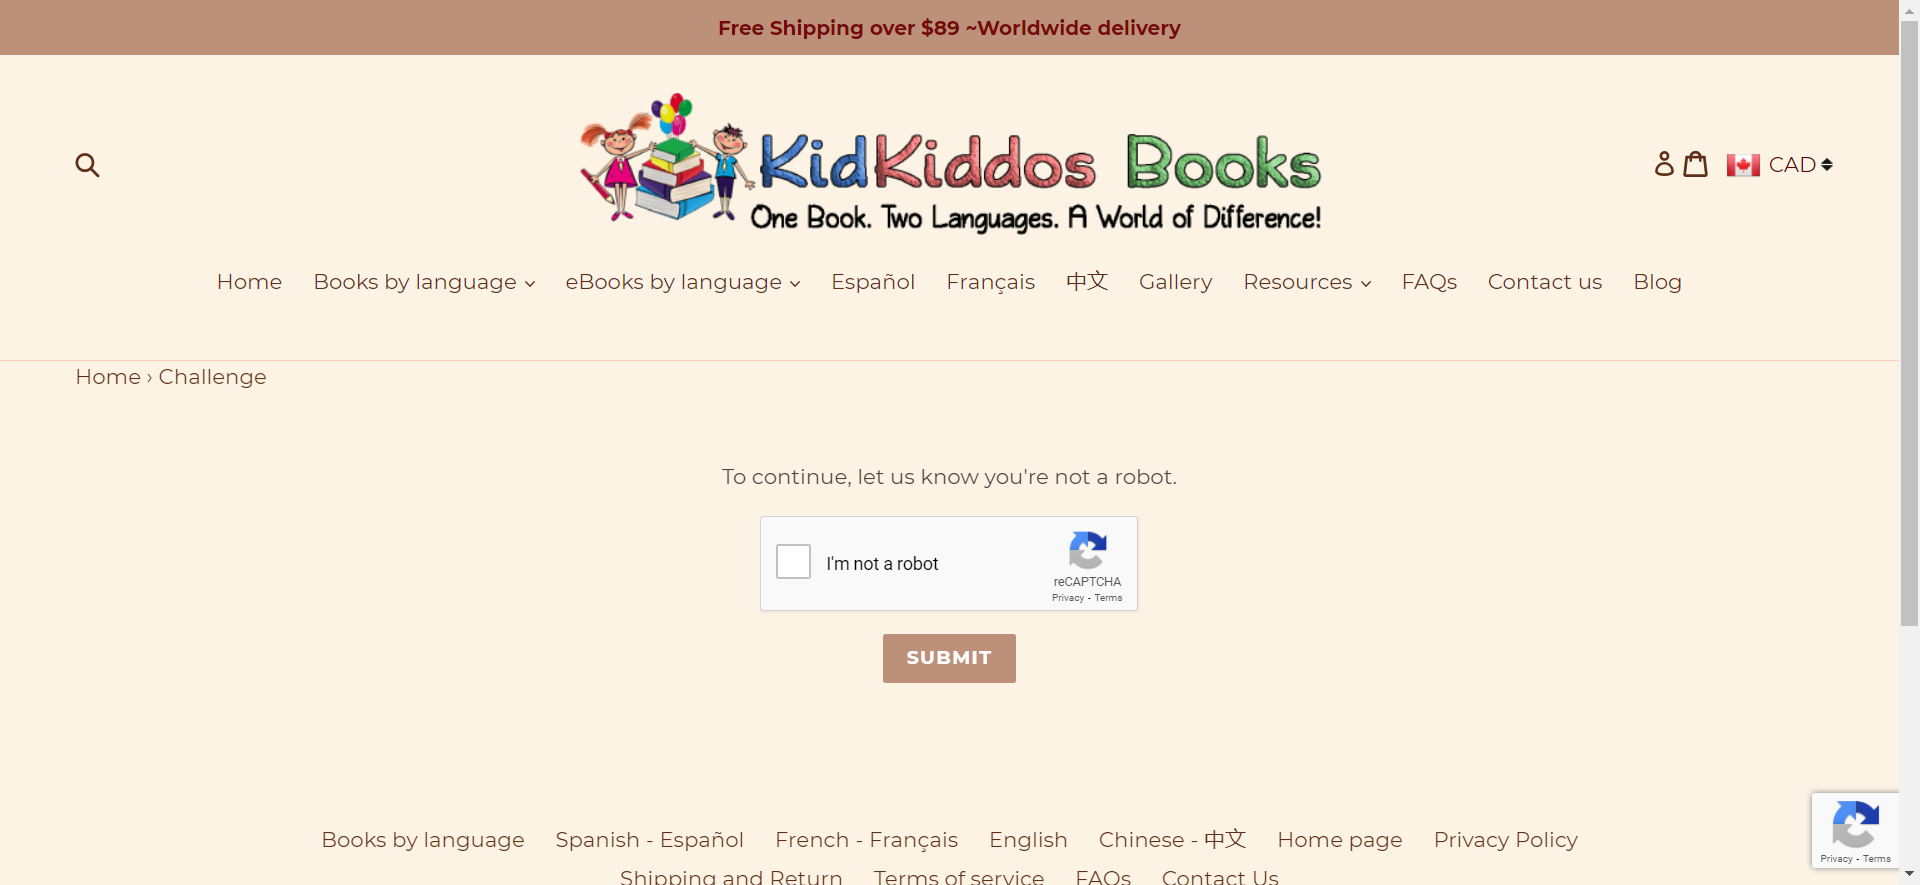 Free Shipping over $89 ~Worldwide delivery
KidKiddos Books
One Book. Two Languages. A World of Difference!
CAD
Home Books by language eBooks by language Español Français 中文 Gallery Resources FAQs Contact us Blog
Home › Challenge
To continue, let us know you're not a robot.
I'm not a robot
reCAPTCHA
Privacy - Terms
SUBMIT
Books by language Spanish - Español French - Français English Chinese - 中文 Home page Privacy Policy
Privacy - Terms
Shipping and Return Terms of service FAQs Contact Us